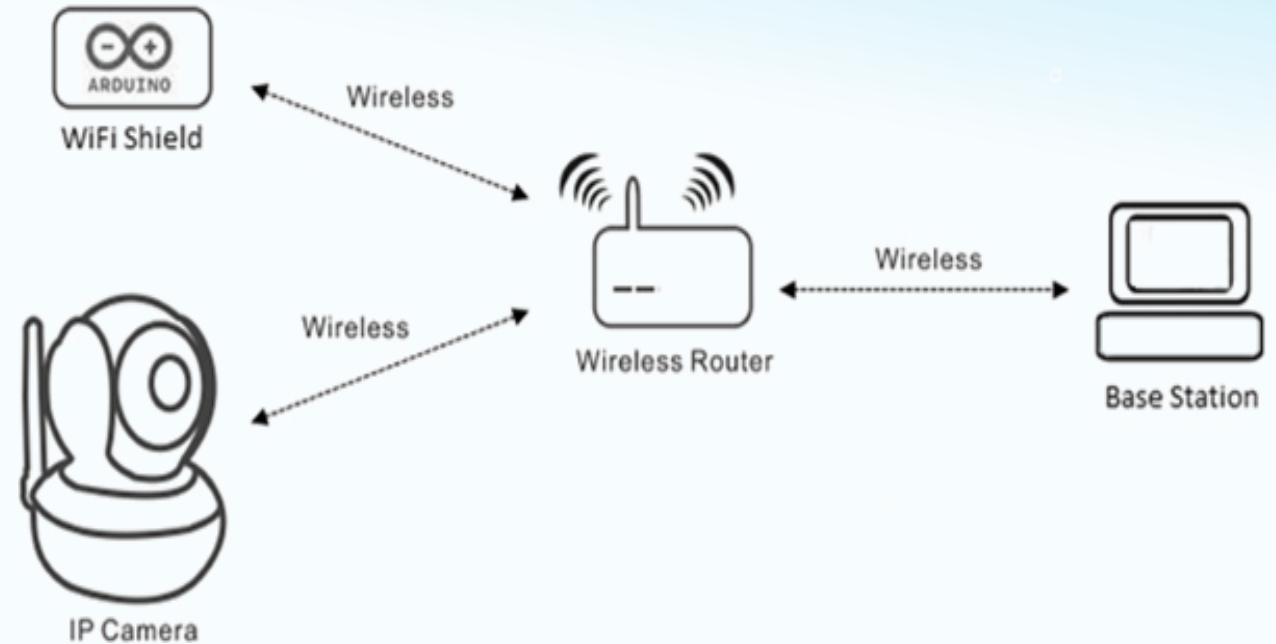 ARDUINO
WiFi Shield
Wireless
Wireless
Wireless Router
Wireless
Base Station
IP Camera